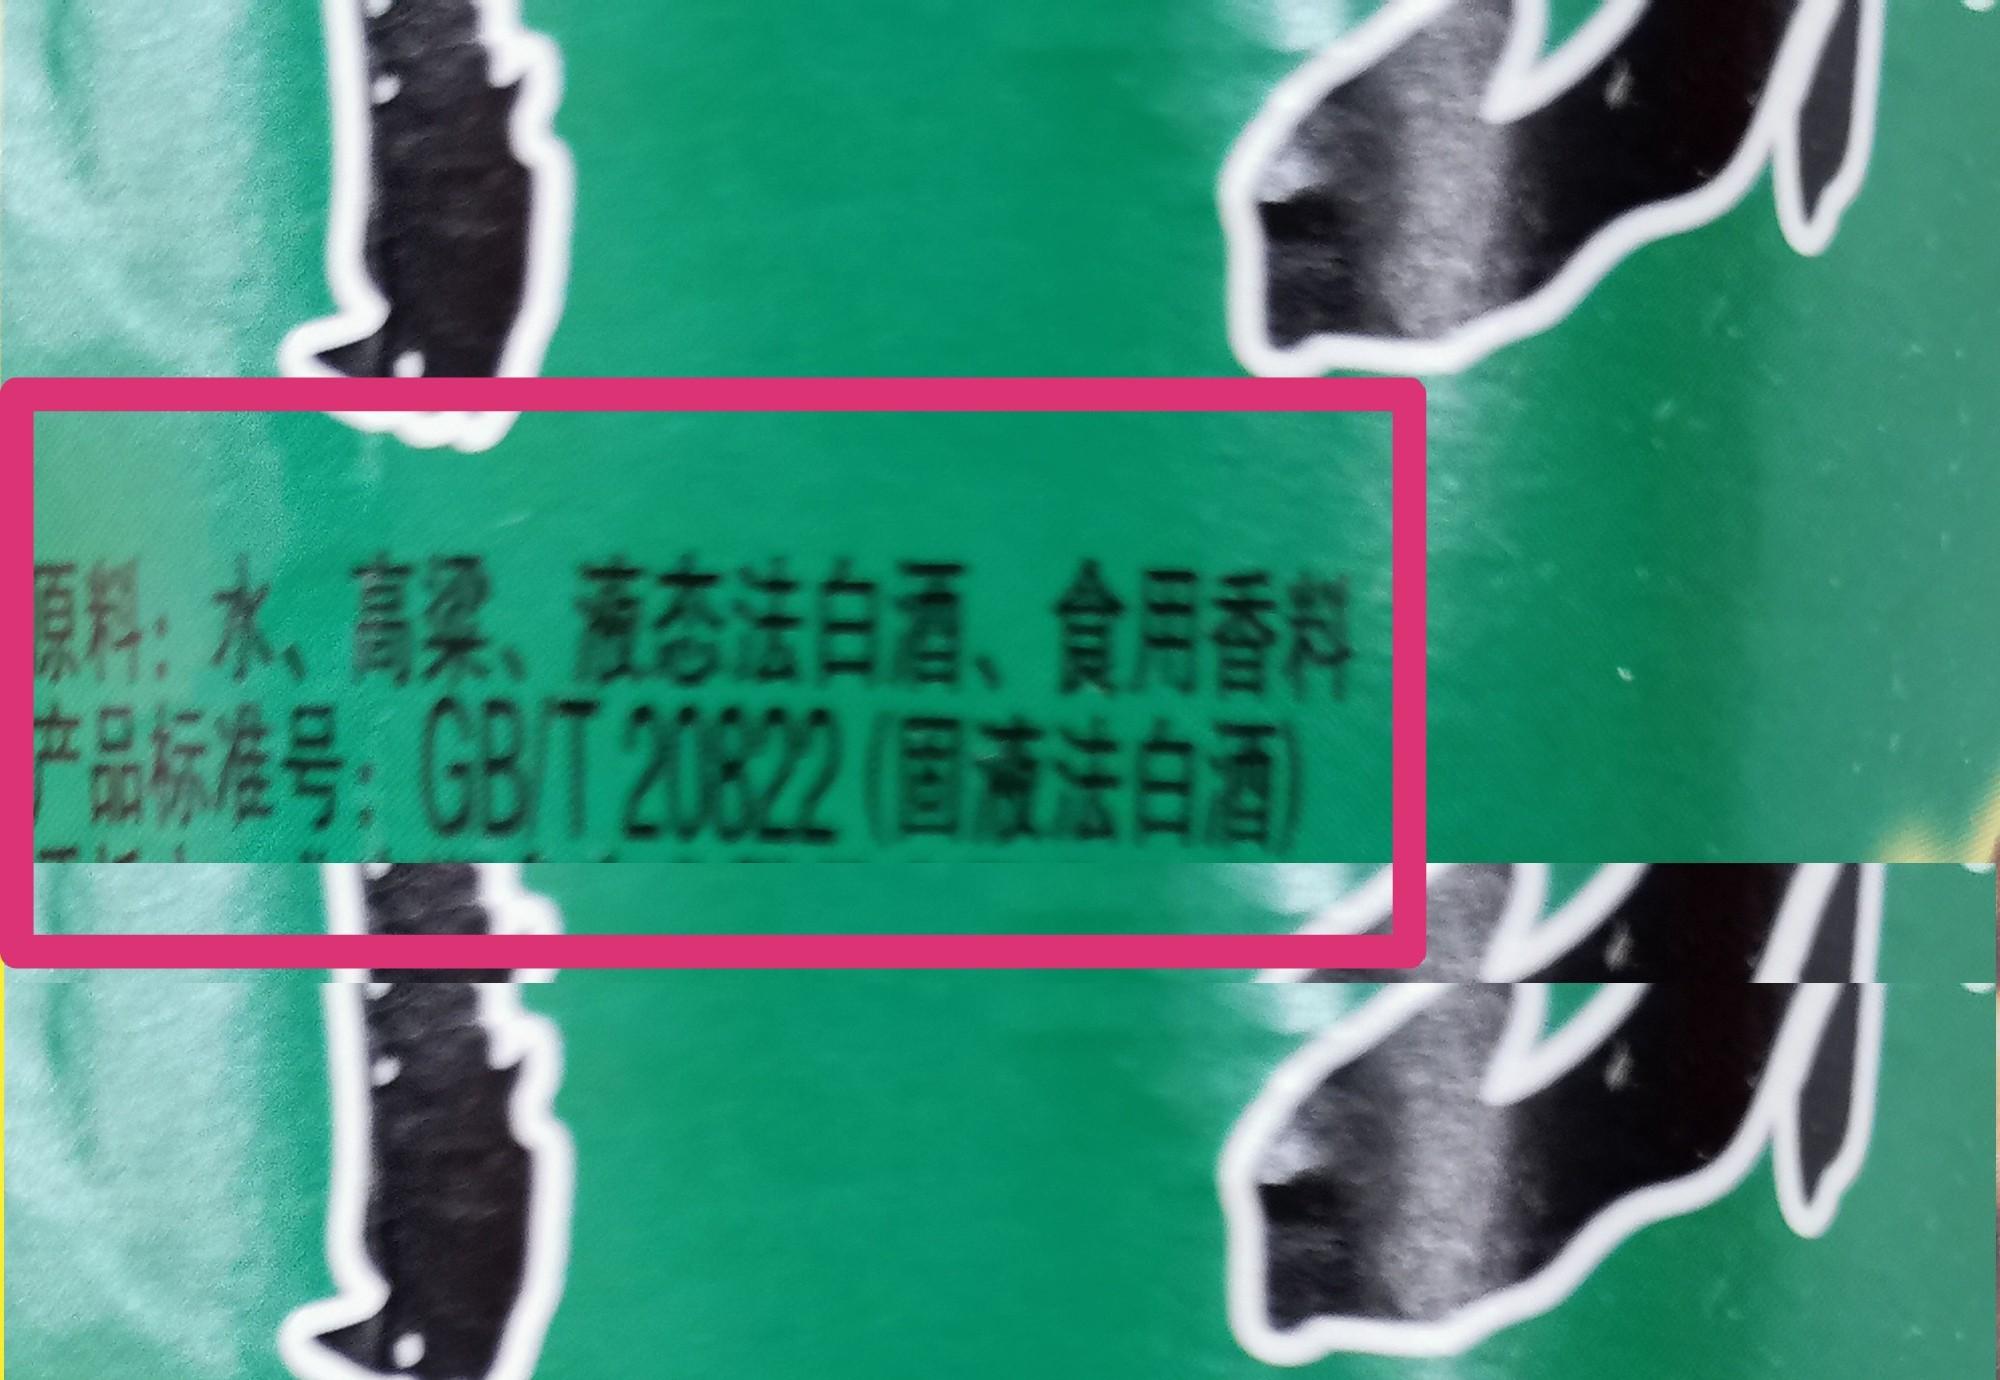 原料：水、高粱、液态法白酒、食用香料
产品标准号：GB/T 20822（固液法白酒）